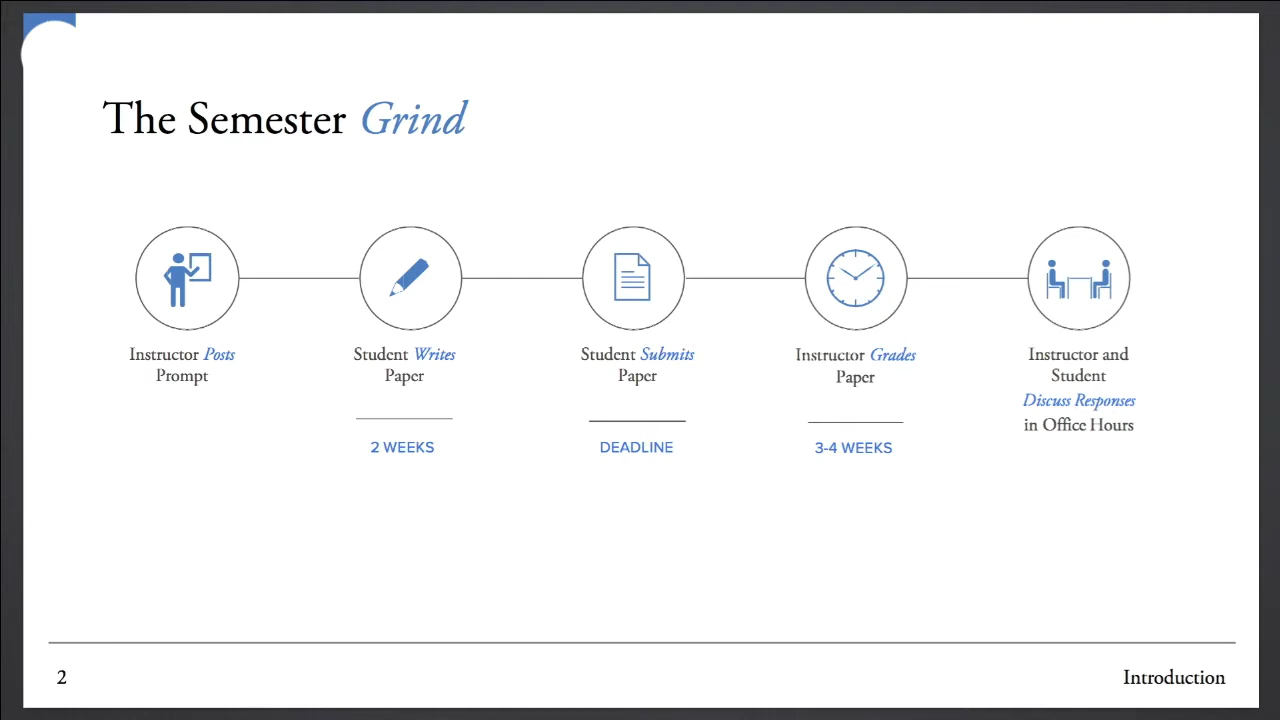 The Semester Grind
Instructor Posts
Prompt
Student Writes
Paper
2 WEEKS
Student Submits
Paper
DEADLINE
Instructor Grades
Paper
3-4 WEEKS
Instructor and
Student
Discuss Responses
in Office Hours
2
Introduction